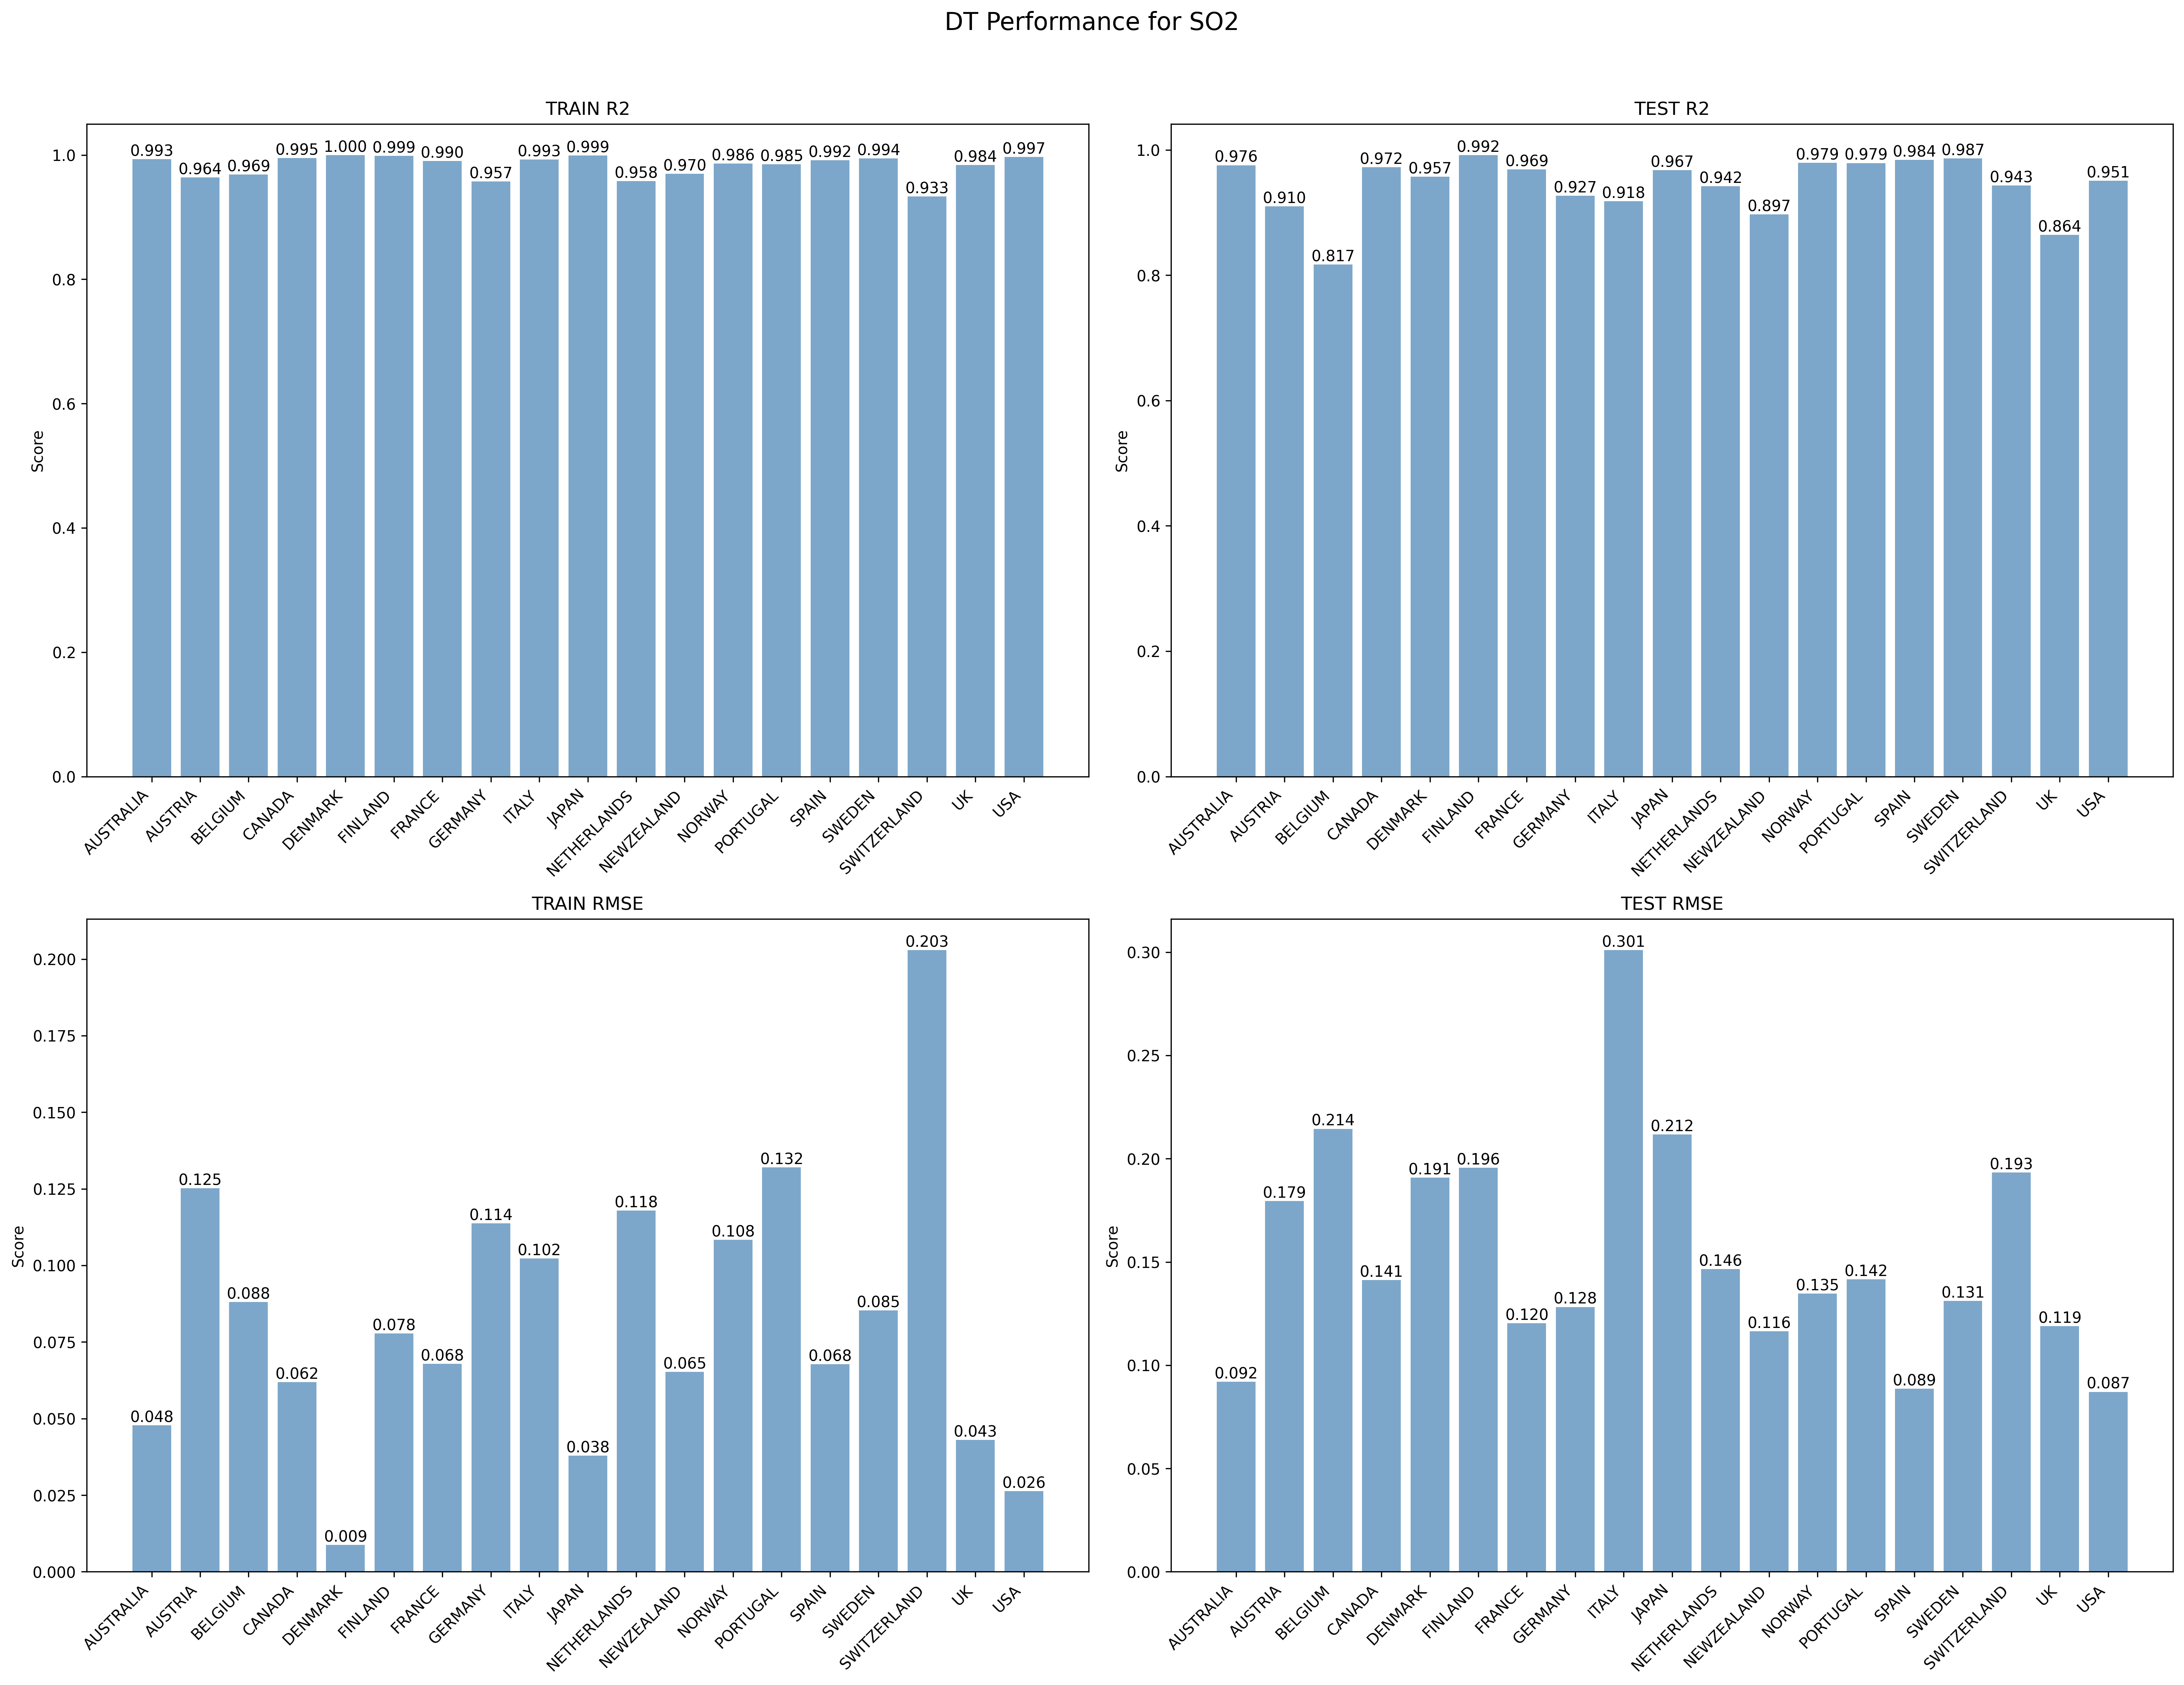 DT Performance for SO2
TRAIN R2
Score
1.0
0.8
0.6
0.4
0.2
0.0
0.993
0.964
0.969
0.995
1.000
0.999
0.990
0.957
0.993
0.999
0.958
0.970
0.986
0.985
0.992
0.994
0.933
0.984
0.997
AUSTRALIA
AUSTRIA
BELGIUM
CANADA
DENMARK
FINLAND
FRANCE
GERMANY
ITALY
JAPAN
NETHERLANDS
NEWZEALAND
NORWAY
PORTUGAL
SPAIN
SWEDEN
SWITZERLAND
UK
USA
TEST R2
Score
1.0
0.8
0.6
0.4
0.2
0.0
0.976
0.910
0.817
0.972
0.957
0.992
0.969
0.927
0.918
0.967
0.942
0.897
0.979
0.979
0.984
0.987
0.943
0.864
0.951
AUSTRALIA
AUSTRIA
BELGIUM
CANADA
DENMARK
FINLAND
FRANCE
GERMANY
ITALY
JAPAN
NETHERLANDS
NEWZEALAND
NORWAY
PORTUGAL
SPAIN
SWEDEN
SWITZERLAND
UK
USA
TRAIN RMSE
Score
0.200
0.175
0.150
0.125
0.100
0.075
0.050
0.025
0.000
0.048
0.125
0.088
0.062
0.009
0.078
0.068
0.114
0.102
0.038
0.118
0.065
0.108
0.132
0.068
0.085
0.203
0.043
0.026
AUSTRALIA
AUSTRIA
BELGIUM
CANADA
DENMARK
FINLAND
FRANCE
GERMANY
ITALY
JAPAN
NETHERLANDS
NEWZEALAND
NORWAY
PORTUGAL
SPAIN
SWEDEN
SWITZERLAND
UK
USA
TEST RMSE
Score
0.30
0.25
0.20
0.15
0.10
0.05
0.00
0.092
0.179
0.214
0.141
0.191
0.196
0.120
0.128
0.301
0.212
0.146
0.116
0.135
0.142
0.089
0.131
0.193
0.119
0.087
AUSTRALIA
AUSTRIA
BELGIUM
CANADA
DENMARK
FINLAND
FRANCE
GERMANY
ITALY
JAPAN
NETHERLANDS
NEWZEALAND
NORWAY
PORTUGAL
SPAIN
SWEDEN
SWITZERLAND
UK
USA